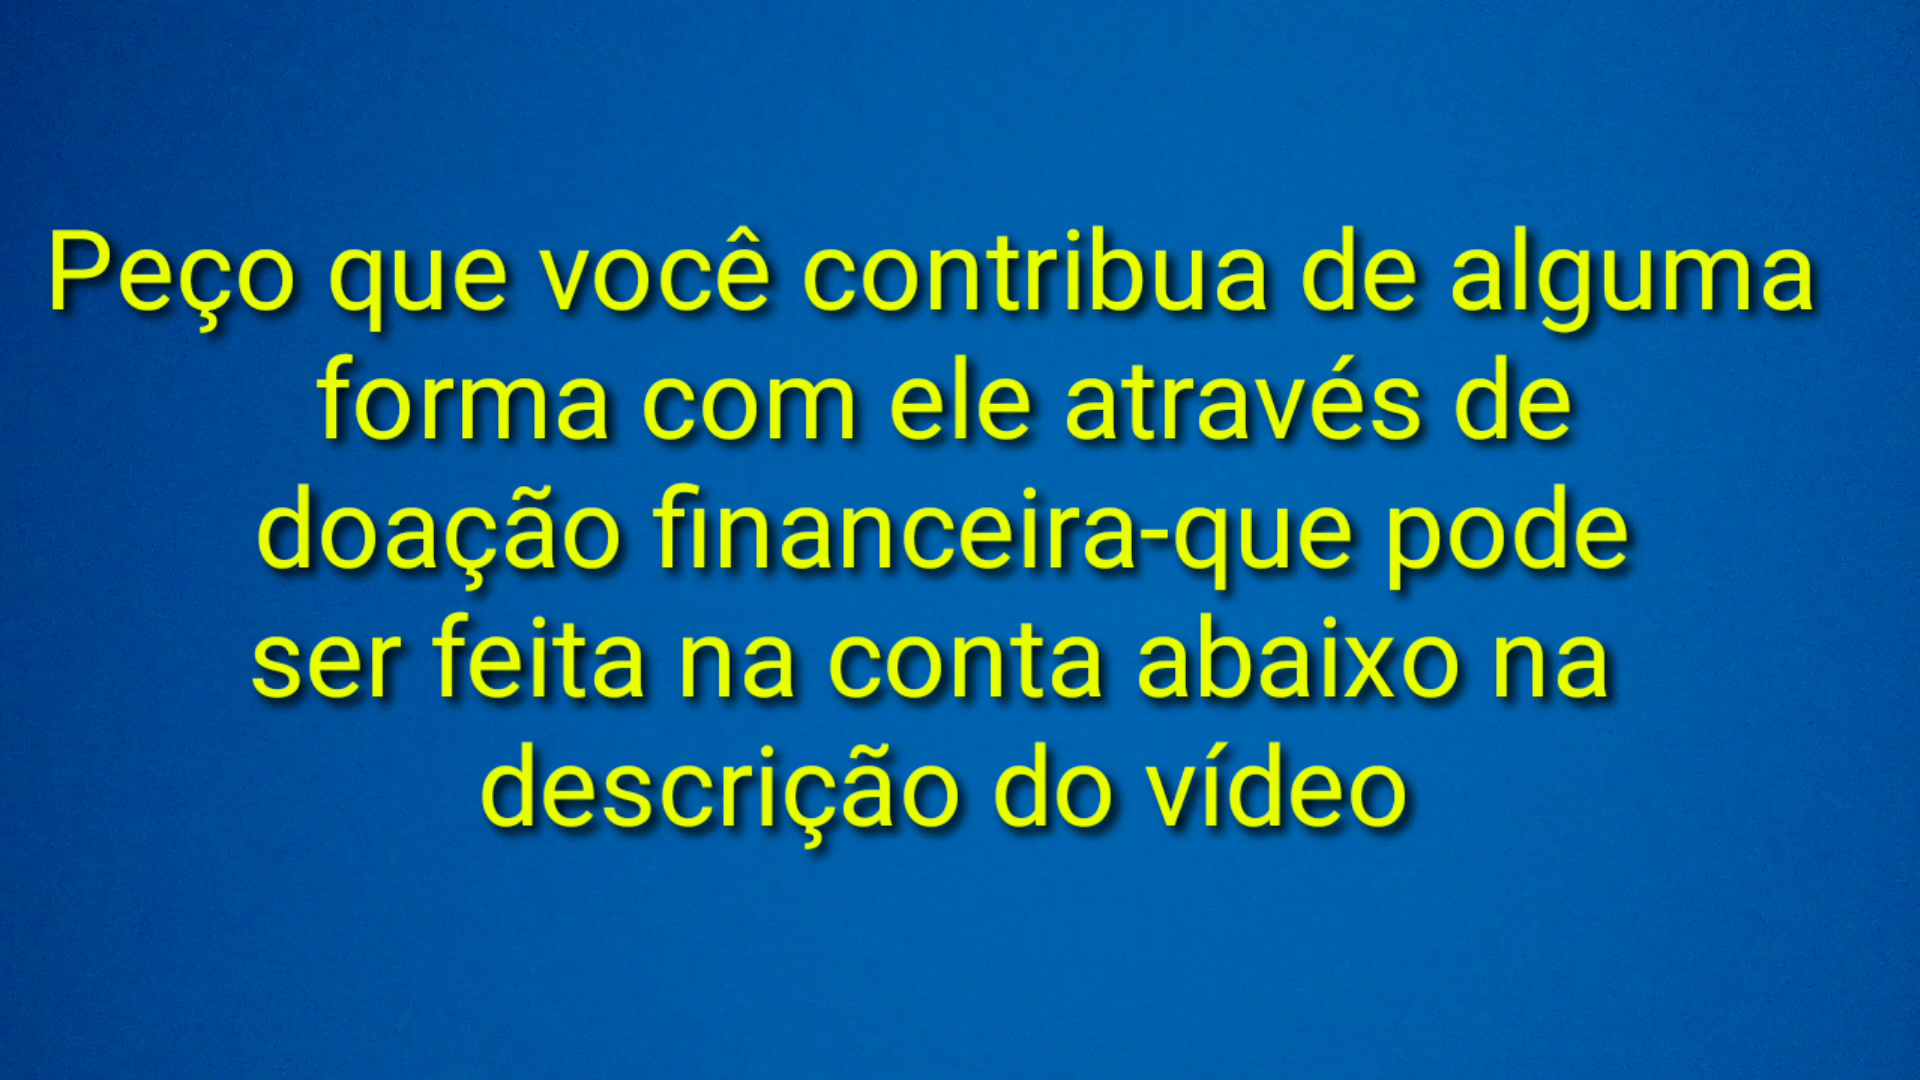 Peço que você contribua de alguma
forma com ele através de
doação financeira-que pode
ser feita na conta abaixo na
descrição do vídeo